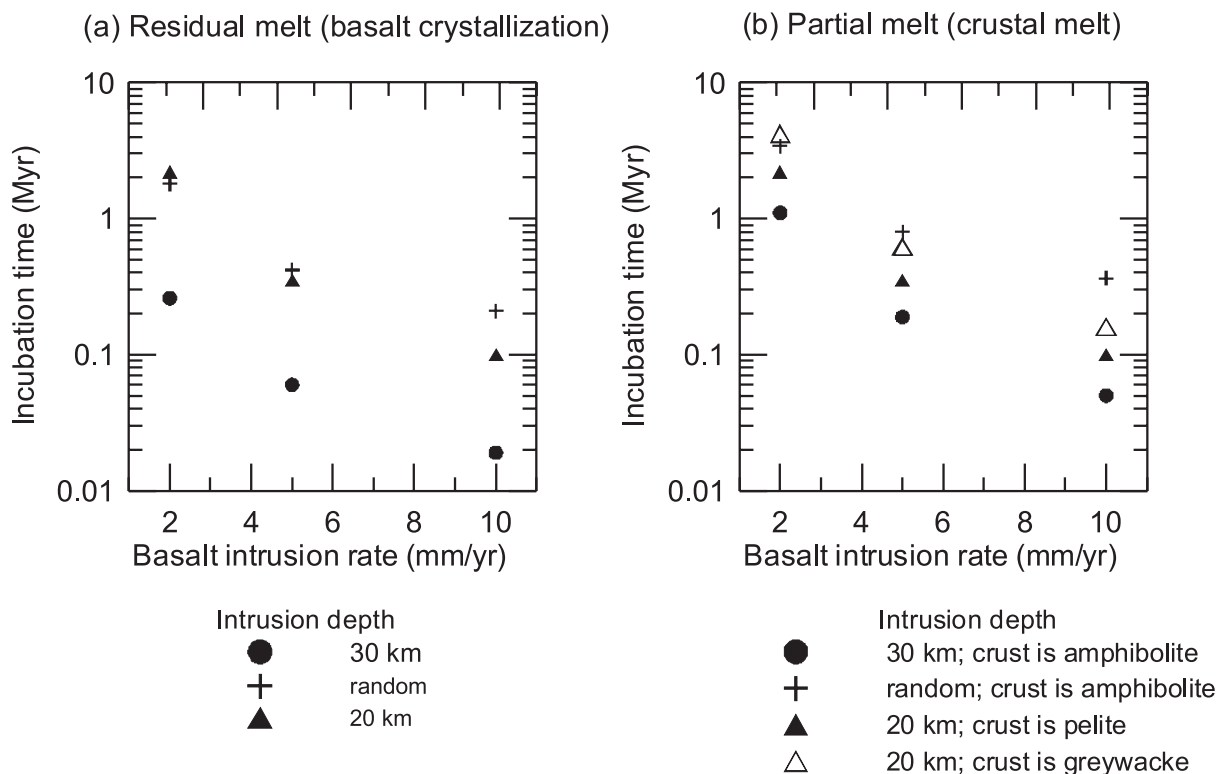 (a) Residual melt (basalt crystallization)
(b) Partial melt (crustal melt)
Incubation time (Myr)
10
1
0.1
0.01
2 4 6 8 10
Basalt intrusion rate (mm/yr)
Incubation time (Myr)
10
1
0.1
0.01
2 4 6 8 10
Basalt intrusion rate (mm/yr)
Intrusion depth
30 km
random
20 km
Intrusion depth
30 km; crust is amphibolite
random; crust is amphibolite
20 km; crust is pelite
20 km; crust is greywacke